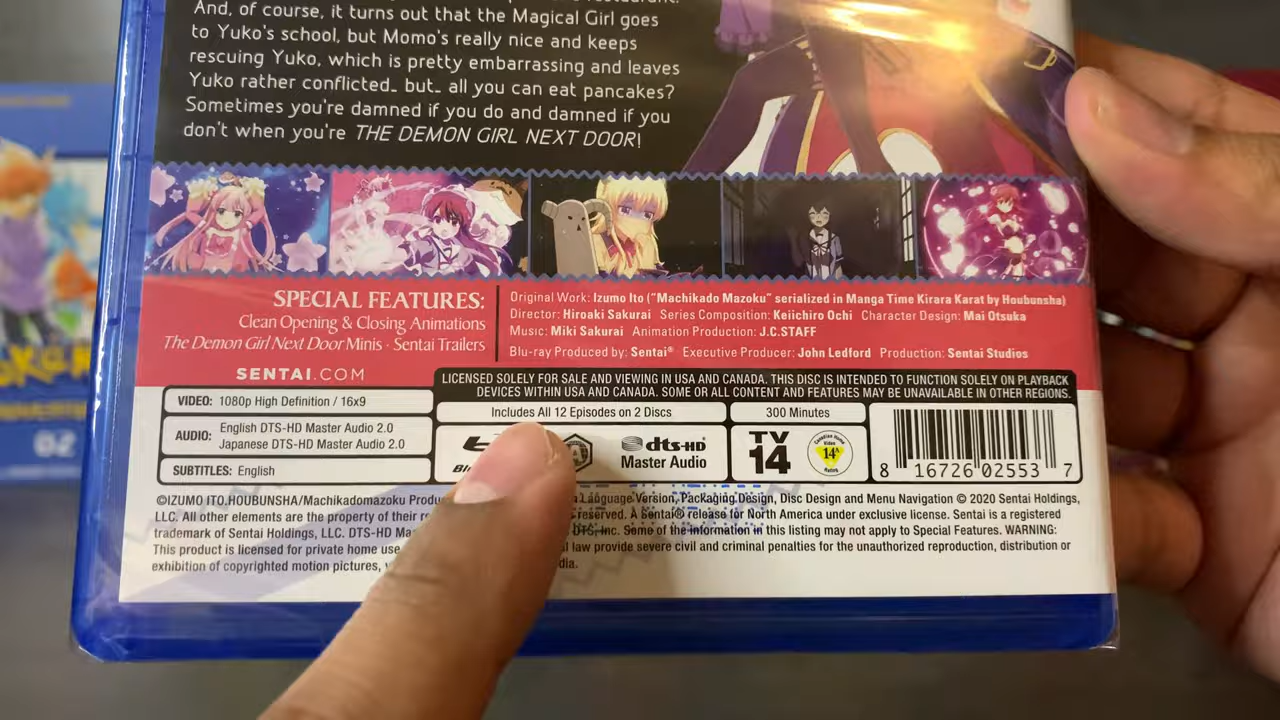 And, of course, it turns out that the Magical Girl goes
to Yuko's school, but Momo's really nice and keeps
rescuing Yuko, which is pretty embarrassing and leaves
Yuko rather conflicted… but… all you can eat pancakes?
Sometimes you're damned if you do and damned if you
don't when you're THE DEMON GIRL NEXT DOOR!
SPECIAL FEATURES:
Clean Opening & Closing Animations
The Demon Girl Next Door Minis · Sentai Trailers
SENTAI.COM
Original Work: Izumo Ito ("Machikado Mazoku" serialized in Manga Time Kirara Karat by Houbunsha)
Director: Hiroaki Sakurai Series Composition: Keiichiro Ochi Character Design: Mai Otsuka
Music: Miki Sakurai Animation Production: J.C.STAFF
Blu-ray Produced by: Sentai® Executive Producer: John Ledford Production: Sentai Studios
LICENSED SOLELY FOR SALE AND VIEWING IN USA AND CANADA. THIS DISC IS INTENDED TO FUNCTION SOLELY ON PLAYBACK
DEVICES WITHIN USA AND CANADA. SOME OR ALL CONTENT AND FEATURES MAY BE UNAVAILABLE IN OTHER REGIONS.
VIDEO: 1080p High Definition / 16x9
AUDIO: English DTS-HD Master Audio 2.0
Japanese DTS-HD Master Audio 2.0
SUBTITLES: English
Includes All 12 Episodes on 2 Discs
dts-HD
Master Audio
300 Minutes
TV
14
Canadian Home
Video
14A
Rated
8 16726 02553 7
©IZUMO ITO,HOUBUNSHA/Machikadomazoku Language Version, Packaging Design, Disc Design and Menu Navigation © 2020 Sentai Holdings,
LLC. All other elements are the property of their reserved. A Sentai® release for North America under exclusive license. Sentai is a registered
trademark of Sentai Holdings, LLC. DTS-HD DTS, Inc. Some of the information in this listing may not apply to Special Features. WARNING:
This product is licensed for private home use law provide severe civil and criminal penalties for the unauthorized reproduction, distribution or
exhibition of copyrighted motion pictures,
02